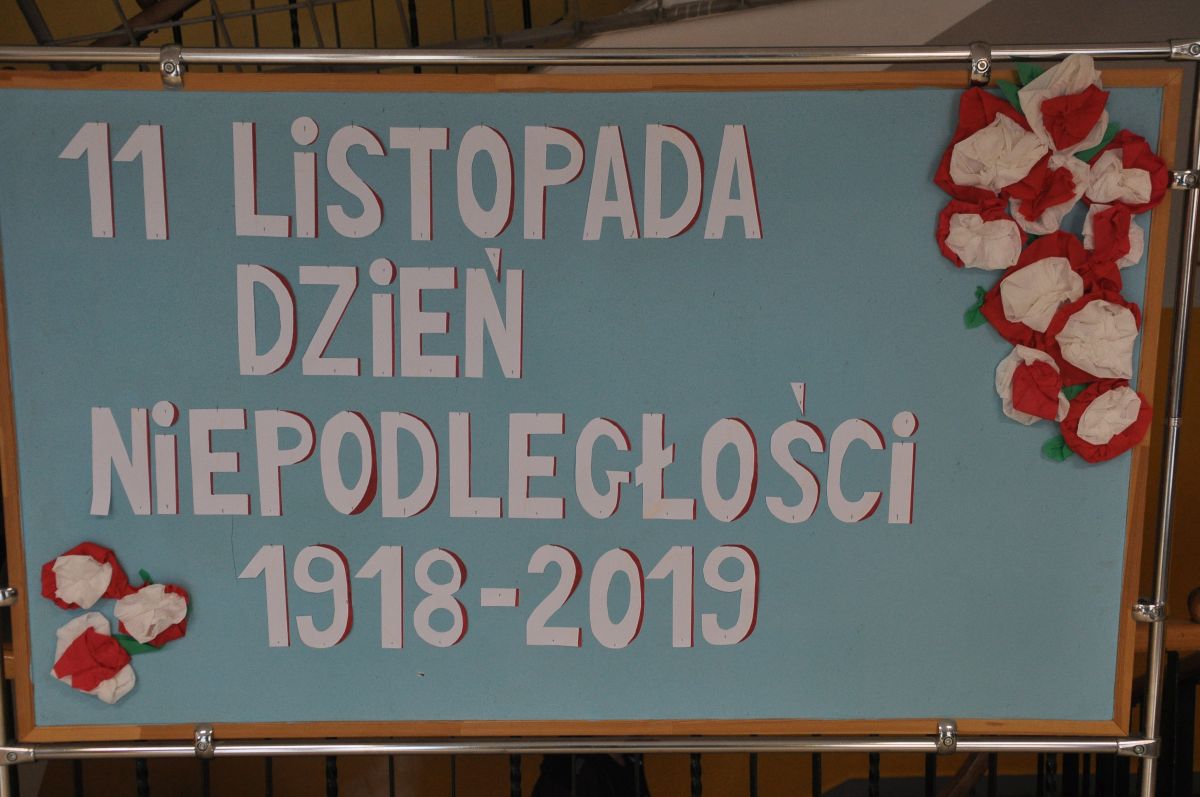 11 LiSTOPADA
DZiEŃ
NiEPODLEGŁOŚCi
1918-2019